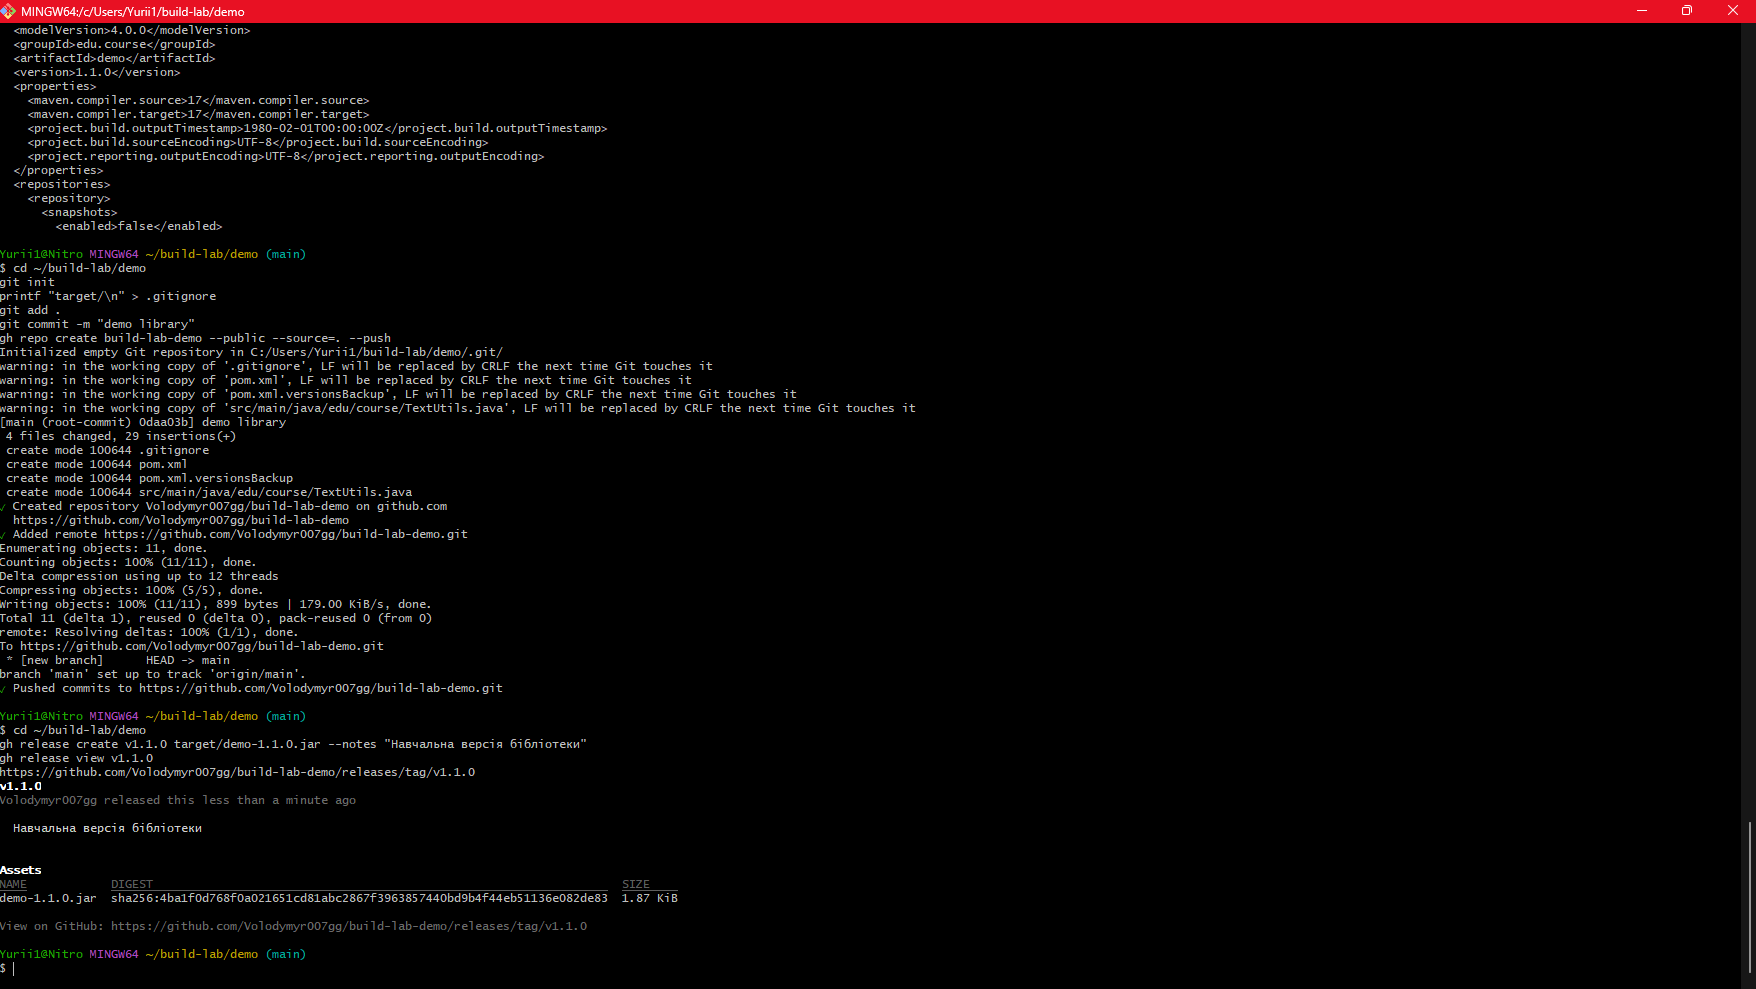 MINGW64:/c/Users/Yurii1/build-lab/demo
<modelVersion>4.0.0</modelVersion>
<groupId>edu.course</groupId>
<artifactId>demo</artifactId>
<version>1.1.0</version>
<properties>
<maven.compiler.source>17</maven.compiler.source>
<maven.compiler.target>17</maven.compiler.target>
<project.build.outputTimestamp>1980-02-01T00:00:00Z</project.build.outputTimestamp>
<project.build.sourceEncoding>UTF-8</project.build.sourceEncoding>
<project.reporting.outputEncoding>UTF-8</project.reporting.outputEncoding>
</properties>
<repositories>
<repository>
<snapshots>
<enabled>false</enabled>
Yurii1@Nitro MINGW64 ~/build-lab/demo (main)
$ cd ~/build-lab/demo
git init
printf "target/\n" > .gitignore
git add .
git commit -m "demo library"
gh repo create build-lab-demo --public --source=. --push
Initialized empty Git repository in C:/Users/Yurii1/build-lab/demo/.git/
warning: in the working copy of '.gitignore', LF will be replaced by CRLF the next time Git touches it
warning: in the working copy of 'pom.xml', LF will be replaced by CRLF the next time Git touches it
warning: in the working copy of 'pom.xml.versionsBackup', LF will be replaced by CRLF the next time Git touches it
warning: in the working copy of 'src/main/java/edu/course/TextUtils.java', LF will be replaced by CRLF the next time Git touches it
[main (root-commit) 0daa03b] demo library
4 files changed, 29 insertions(+)
create mode 100644 .gitignore
create mode 100644 pom.xml
create mode 100644 pom.xml.versionsBackup
create mode 100644 src/main/java/edu/course/TextUtils.java
✓ Created repository Volodymyr007gg/build-lab-demo on github.com
https://github.com/Volodymyr007gg/build-lab-demo
✓ Added remote https://github.com/Volodymyr007gg/build-lab-demo.git
Enumerating objects: 11, done.
Counting objects: 100% (11/11), done.
Delta compression using up to 12 threads
Compressing objects: 100% (5/5), done.
Writing objects: 100% (11/11), 899 bytes | 179.00 KiB/s, done.
Total 11 (delta 1), reused 0 (delta 0), pack-reused 0 (from 0)
remote: Resolving deltas: 100% (1/1), done.
To https://github.com/Volodymyr007gg/build-lab-demo.git
* [new branch]      HEAD -> main
branch 'main' set up to track 'origin/main'.
✓ Pushed commits to https://github.com/Volodymyr007gg/build-lab-demo.git
Yurii1@Nitro MINGW64 ~/build-lab/demo (main)
$ cd ~/build-lab/demo
gh release create v1.1.0 target/demo-1.1.0.jar --notes "Навчальна версія бібліотеки"
gh release view v1.1.0
https://github.com/Volodymyr007gg/build-lab-demo/releases/tag/v1.1.0
v1.1.0
Volodymyr007gg released this less than a minute ago
Навчальна версія бібліотеки
Assets
NAME DIGEST SIZE
demo-1.1.0.jar sha256:4ba1f0d768f0a021651cd81abc2867f3963857440bd9b4f44eb51136e082de83 1.87 KiB
View on GitHub: https://github.com/Volodymyr007gg/build-lab-demo/releases/tag/v1.1.0
Yurii1@Nitro MINGW64 ~/build-lab/demo (main)
$